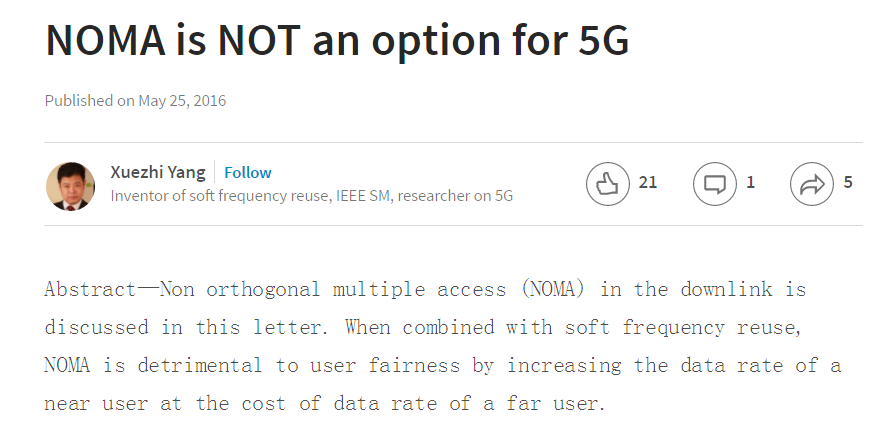 NOMA is NOT an option for 5G
Published on May 25, 2016
Xuezhi Yang Follow
Inventor of soft frequency reuse, IEEE SM, researcher on 5G
21 1 5
Abstract—Non orthogonal multiple access (NOMA) in the downlink is
discussed in this letter. When combined with soft frequency reuse,
NOMA is detrimental to user fairness by increasing the data rate of a
near user at the cost of data rate of a far user.